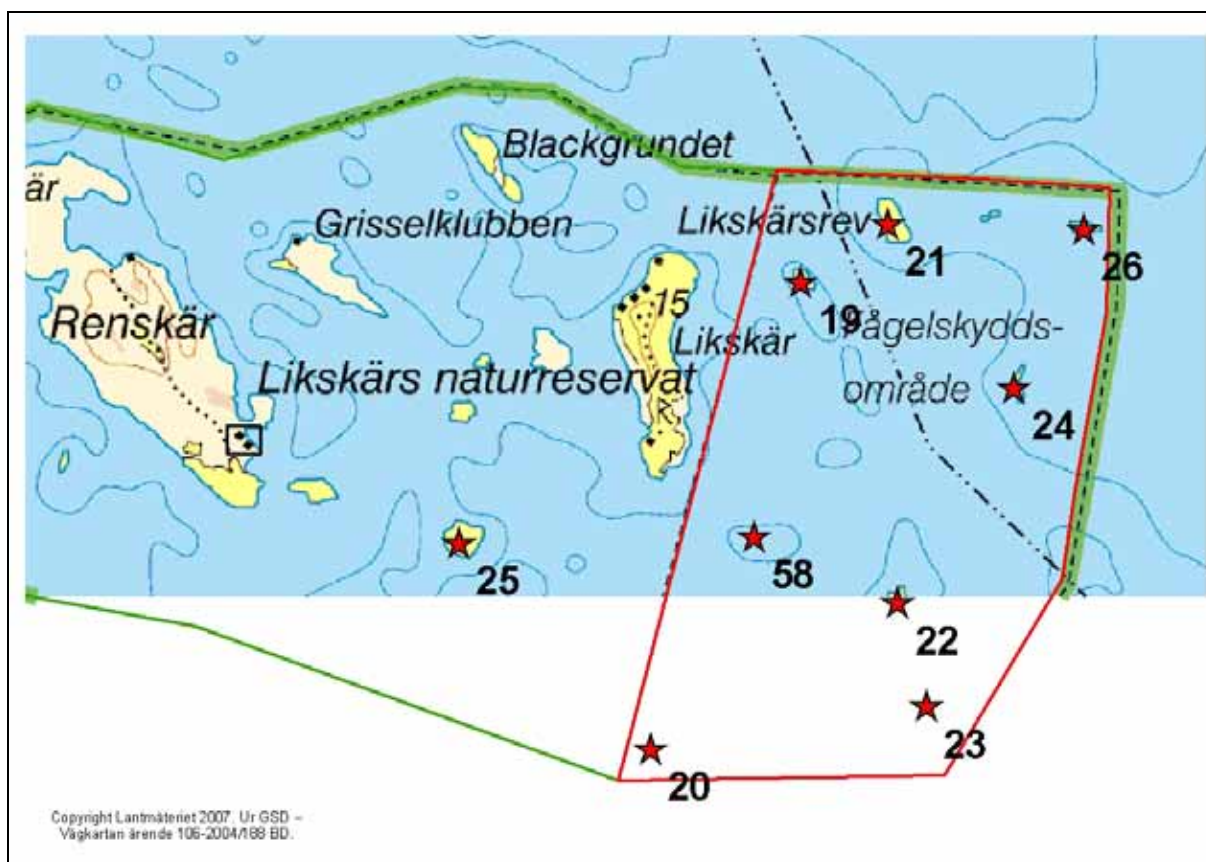 Blackgrundet
är
Grisselklubben
Likskärsrev
21
26
Renskär
15
19
Likskär
Fågelskydds-
Likskärs naturreservat
område
24
25
58
22
23
20
Copyright Lantmäteriet 2007. Ur GSD –
Vägkartan ärende 106-2004/188 BD.